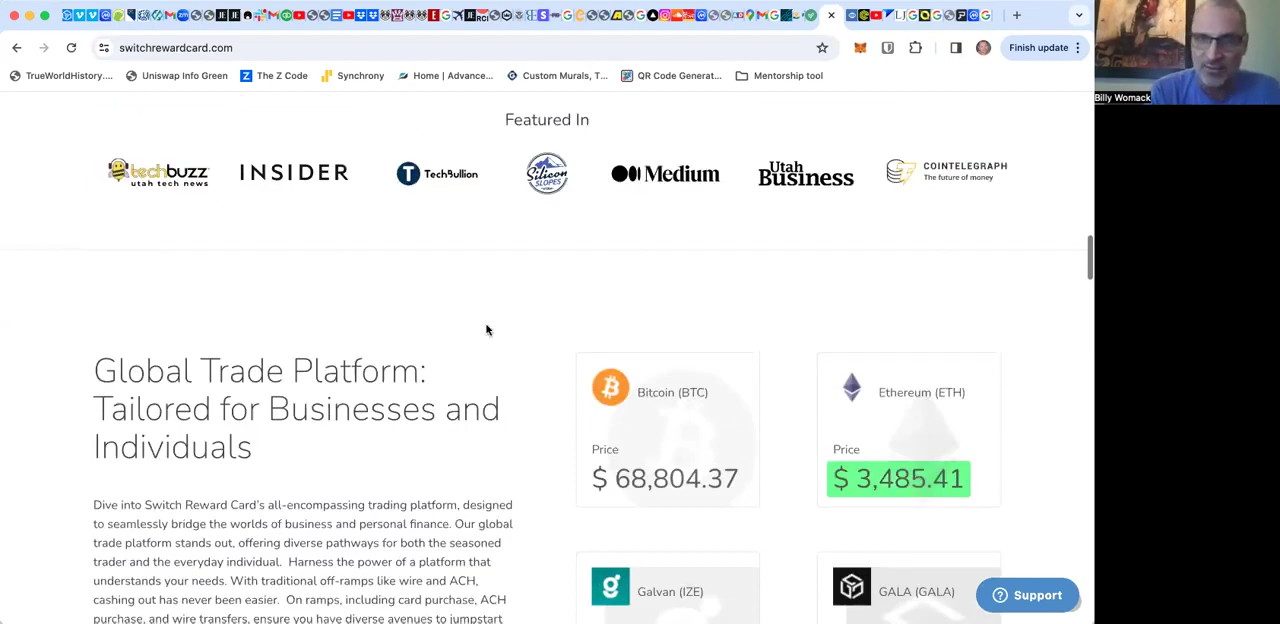 switchrewardcard.com
Finish update
TrueWorldHistory....
Uniswap Info Green
The Z Code
Synchrony
Home | Advance...
Custom Murals, T...
QR Code Generat...
Mentorship tool
Billy Womack
Featured In
techbuzz
utah tech news
INSIDER
TechBullion
SILICON
SLOPES
Medium
Utah
Business
COINTELEGRAPH
The future of money
Global Trade Platform:
Tailored for Businesses and
Individuals
Dive into Switch Reward Card's all-encompassing trading platform, designed
to seamlessly bridge the worlds of business and personal finance. Our global
trade platform stands out, offering diverse pathways for both the seasoned
trader and the everyday individual. Harness the power of a platform that
understands your needs. With traditional off-ramps like wire and ACH,
cashing out has never been easier. On ramps, including card purchase, ACH
purchase, and wire transfers, ensure you have diverse avenues to jumpstart
Bitcoin (BTC)
Price
$ 68,804.37
Ethereum (ETH)
Price
$ 3,485.41
Galvan (IZE)
GALA (GALA)
Support